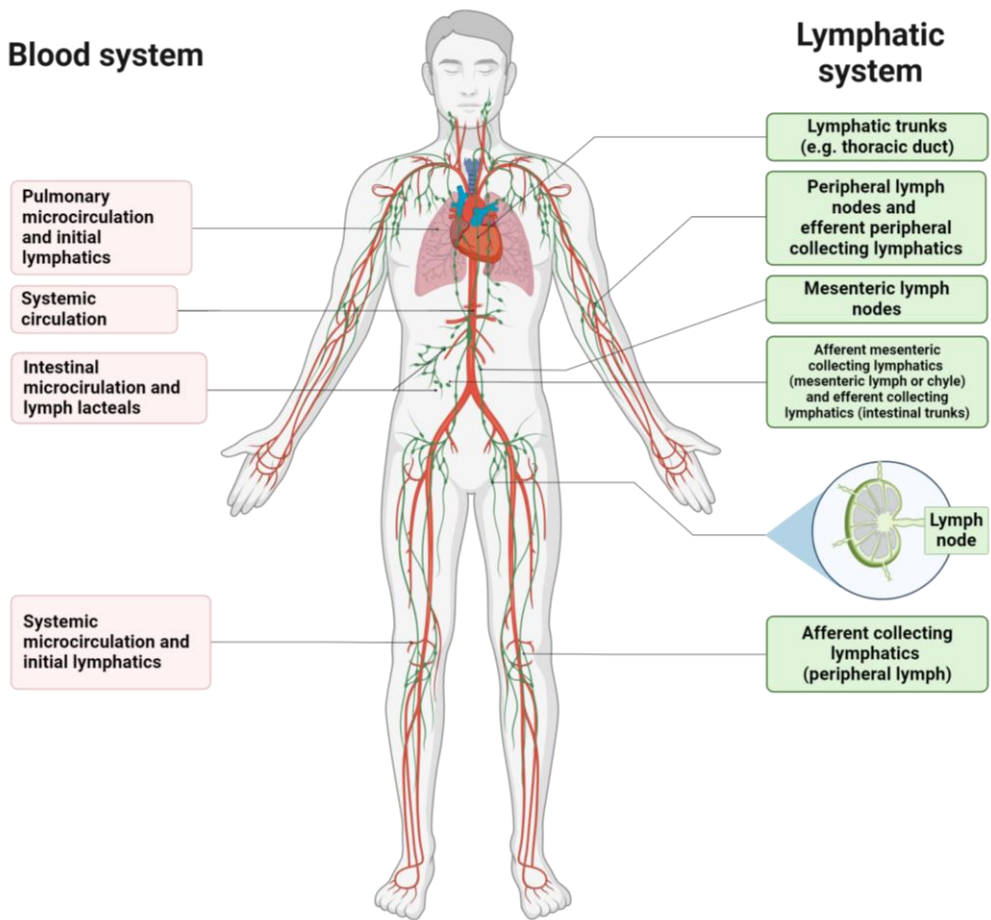 Blood system
Pulmonary
microcirculation
and initial
lymphatics
Systemic
circulation
Intestinal
microcirulation and
lymph lacteals
Systemic
microcirculation and
initial lymphatics
Lymphatic
system
Lymphatic trunks
(e.g. thoracic duct)
Peripheral lymph
nodes and
efferent peripheral
collecting lymphatics
Mesenteric lymph
nodes
Afferent mesenteric
collecting lymphatics
(mesenteric lymph or chyle)
and efferent collecting
lymphatics (intestinal trunks)
Lymph
node
Afferent collecting
lymphatics
(peripheral lymph)